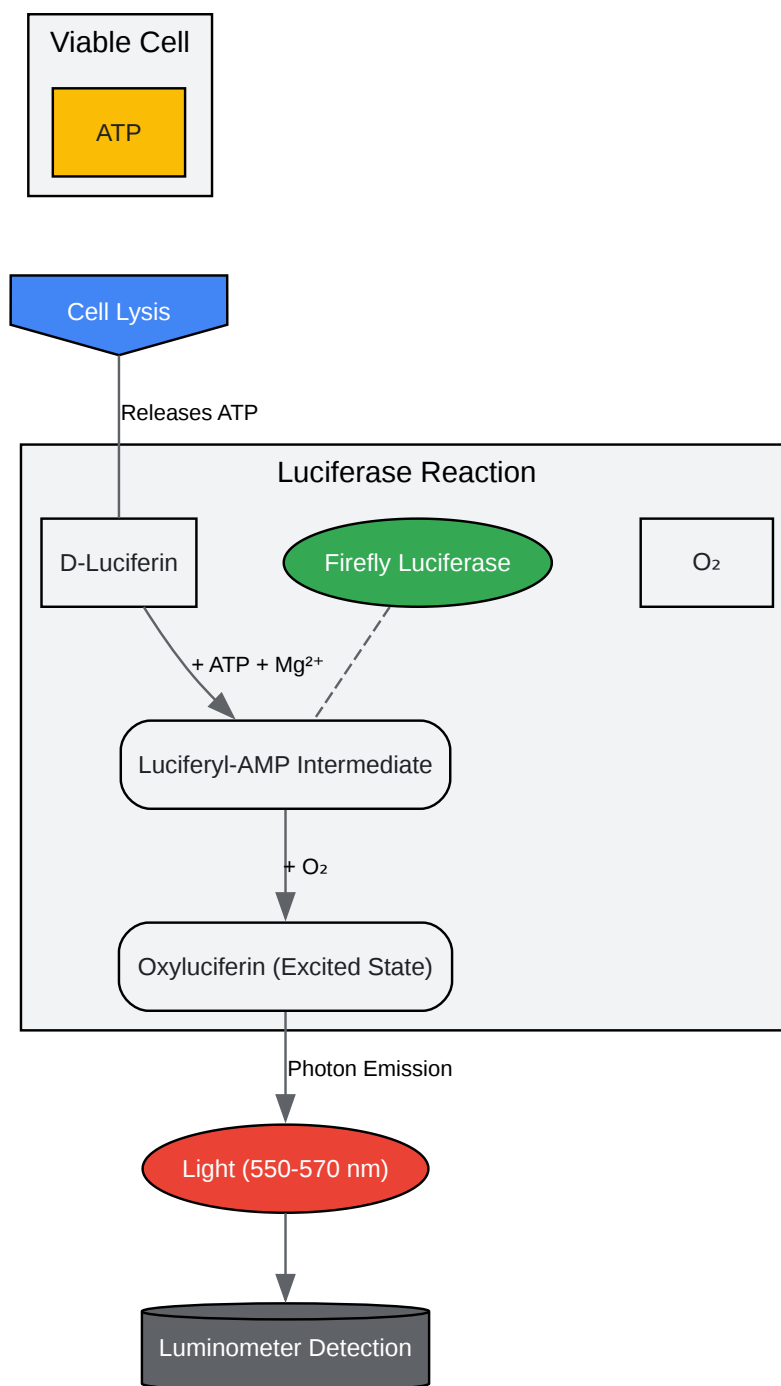 Viable Cell
ATP
Cell Lysis
Releases ATP
Luciferase Reaction
D-Luciferin
Firefly Luciferase
O₂
+ ATP + Mg²⁺
Luciferyl-AMP Intermediate
+ O₂
Oxyluciferin (Excited State)
Photon Emission
Light (550-570 nm)
Luminometer Detection